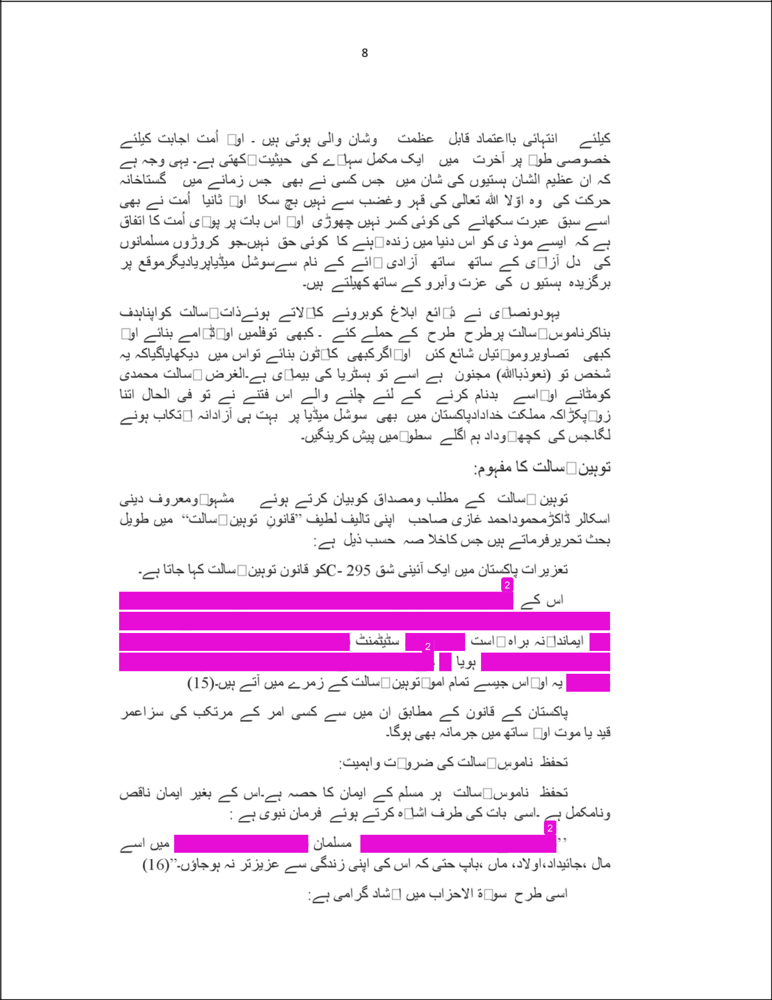 8
کیلئے انتہائی بااعتماد قابل عظمت وشان والی ہوتی ہیں ۔ او□ اُمت اجابت کیلئے
خصوصی طو□ پر آخرت میں ایک مکمل سہا□ے کی حیثیت □کھتی ہے۔ یہی وجہ ہے
کہ ان عظیم الشان ہستیوں کی شان میں جس کسی نے بھی جس زمانے میں گستاخانہ
حرکت کی وہ اوّلا اللہ تعالی کی قہر وغضب سے نہیں بچ سکا او□ ثانیا اُمت نے بھی
اسے سبق عبرت سکھانے کی کوئی کسر نہیں چھوڑی او□ اس بات پر پو□ی اُمت کا اتفاق
ہے کہ ایسے موذ ی کو اس دنیا میں زندہ □ہنے کا کوئی حق نہیں۔جو کروڑوں مسلمانوں
کی دل آزا□ی کے ساتھ ساتھ آزادی □ائے کے نام سےسوشل میڈیاپریادیگرموقع پر
برگزیدہ ہستیو ں کی عزت وآبرو کے ساتھ کھیلتے ہیں۔
یہودونصا□ی نے ذ□ائع ابلاغ کوبروئے کا□لاتے ہوئےذات □سالت کواپناہدف
بناکرناموس □سالت پرطرح طرح کے حملے کئے ۔ کبھی توفلمیں او□ڈ□امے بنائے او□
کبھی تصاویرومو□تیاں شائع کئں او□اگرکبھی کا□ٹون بنائے تواس میں دیکھایاگیاکہ یہ
شخص تو (نعوذبااللہ) مجنون ہے اسے تو ہسٹریا کی بیما□ی ہے۔الغرض □سالت محمدی
کومٹانے او□اسے بدنام کرنے کے لئے چلنے والے اس فتنے نے تو فی الحال اتنا
زو□پکڑاکہ مملکت خدادادپاکستان میں بھی سوشل میڈیا پر بہت ہی آزادانہ ا□تکاب ہونے
لگا۔جس کی کچھ □وداد ہم اگلے سطو□میں پیش کرینگیں۔
توہین □سالت کا مفہوم:
توہین □سالت کے مطلب ومصداق کوبیان کرتے ہوئے مشہو□ومعروف دینی
اسکالر ڈاکڑمحموداحمد غازی صاحب اپنی تالیف لطیف ”قانونِ توہین □سالت“ میں طویل
بحث تحریرفرماتے ہیں جس کاخلا صہ حسب ذیل ہے:
تعزیرات پاکستان میں ایک آئینی شق 295 -Cکو قانون توہین □سالت کہا جاتا ہے۔
اس کے
ایماندا□نہ براہ □است سٹیٹمنٹ
ہویا
یہ او□اس جیسے تمام امو□توہین □سالت کے زمرے میں آتے ہیں۔(15)
پاکستان کے قانون کے مطابق ان میں سے کسی امر کے مرتکب کی سزاعمر
قید یا موت او□ ساتھ میں جرمانہ بھی ہوگا۔
تحفظ ناموسِ □سالت کی ضرو□ت واہمیت:
تحفظ ناموس □سالت ہر مسلم کے ایمان کا حصہ ہے۔اس کے بغیر ایمان ناقص
ونامکمل ہے ۔اسی بات کی طرف اشا□ہ کرتے ہوئے فرمان نبوی ہے :
’’ مسلمان میں اسے
مال ،جائیداد،اولاد، ماں ،باپ حتی کہ اس کی اپنی زندگی سے عزیزتر نہ ہوجاؤں۔”(16)
اسی طرح سو□ۃ الاحزاب میں ا□شاد گرامی ہے: